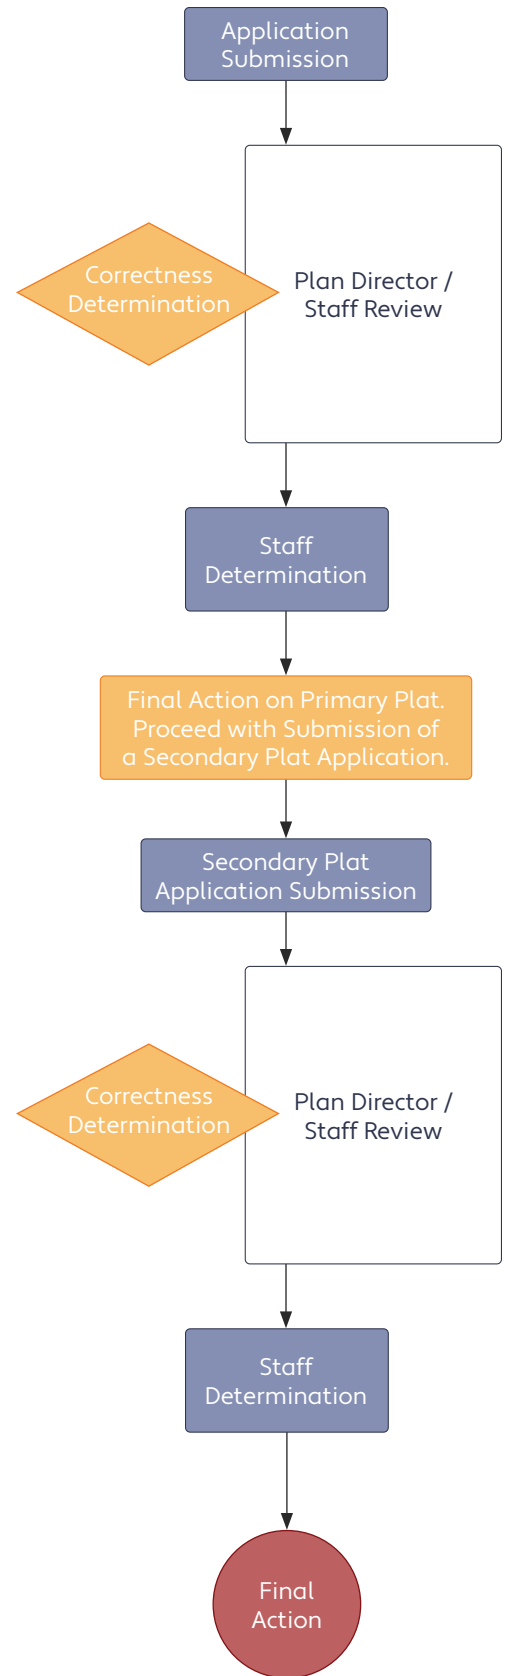 Application
Submission
Correctness
Determination
Plan Director /
Staff Review
Staff
Determination
Final Action on Primary Plat.
Proceed with Submission of
a Secondary Plat Application.
Secondary Plat
Application Submission
Correctness
Determination
Plan Director /
Staff Review
Staff
Determination
Final
Action